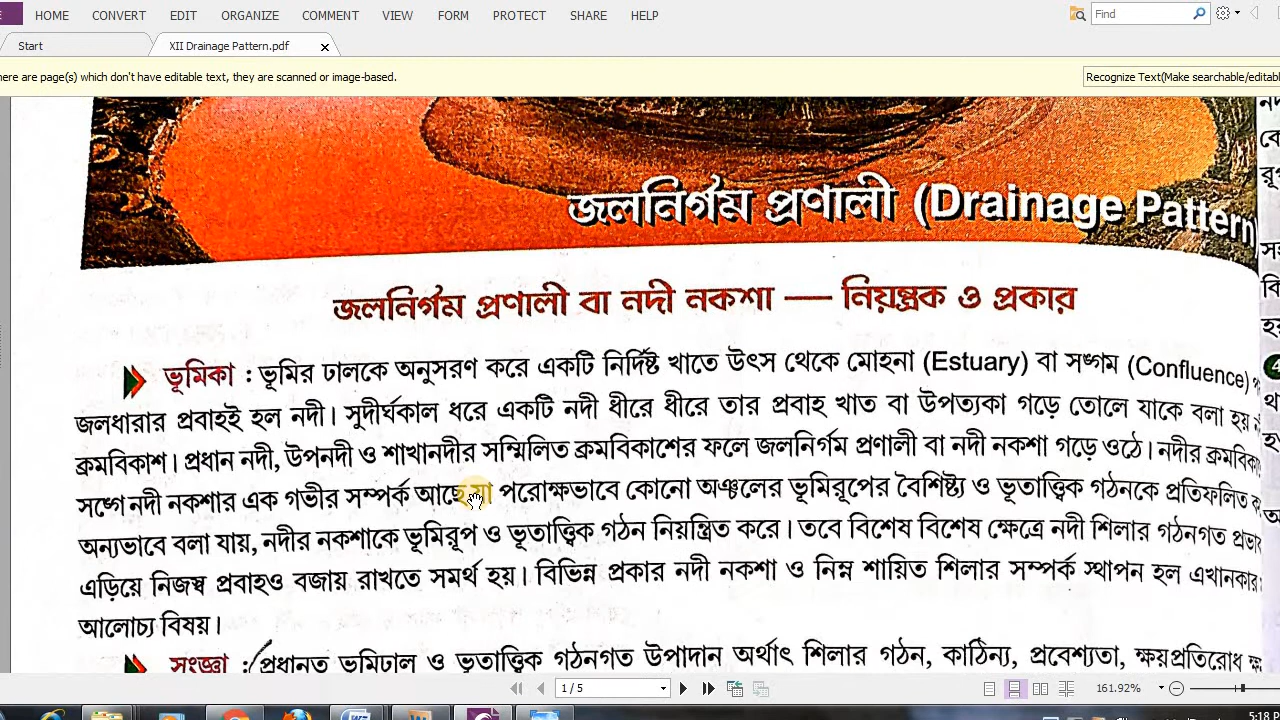 HOME CONVERT EDIT ORGANIZE COMMENT VIEW FORM PROTECT SHARE HELP Find
Start XII Drainage Pattern.pdf
here are page(s) which don't have editable text, they are scanned or image-based. Recognize Text(Make searchable/editabl
জলনির্গম প্রণালী (Drainage Pattern
জলনির্গম প্রণালী বা নদী নকশা — নিয়ন্ত্রক ও প্রকার
ভূমিকা : ভূমির ঢালকে অনুসরণ করে একটি নির্দিষ্ট খাতে উৎস থেকে মোহনা (Estuary) বা সঙ্গম (Confluence)
জলধারার প্রবাহই হল নদী। সুদীর্ঘকাল ধরে একটি নদী ধীরে ধীরে তার প্রবাহ খাত বা উপত্যকা গড়ে তোলে যাকে বলা হয়
ক্রমবিকাশ। প্রধান নদী, উপনদী ও শাখানদীর সম্মিলিত ক্রমবিকাশের ফলে জলনির্গম প্রণালী বা নদী নকশা গড়ে ওঠে। নদীর ক্রমবিকা
সঙ্গে নদী নকশার এক গভীর সম্পর্ক আছে যা পরোক্ষভাবে কোনো অঞ্চলের ভূমিরূপের বৈশিষ্ট্য ও ভূতাত্ত্বিক গঠনকে প্রতিফলিত ক
অন্যভাবে বলা যায়, নদীর নকশাকে ভূমিরূপ ও ভূতাত্ত্বিক গঠন নিয়ন্ত্রিত করে। তবে বিশেষ বিশেষ ক্ষেত্রে নদী শিলার গঠনগত প্রভা
এড়িয়ে নিজস্ব প্রবাহও বজায় রাখতে সমর্থ হয়। বিভিন্ন প্রকার নদী নকশা ও নিম্ন শায়িত শিলার সম্পর্ক স্থাপন হল এখানকার
আলোচ্য বিষয়।
সংজ্ঞা : প্রধানত ভূমিঢাল ও ভূতাত্ত্বিক গঠনগত উপাদান অর্থাৎ শিলার গঠন, কাঠিন্য, প্রবেশ্যতা, ক্ষয়প্রতিরোধ ক্ষ
1 / 5 161.92%
5:18